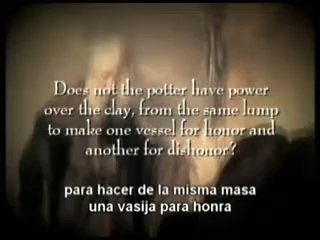 Does not the potter have power
over the clay, from the same lump
to make one vessel for honor and
another for dishonor?
para hacer de la misma masa
una vasija para honra